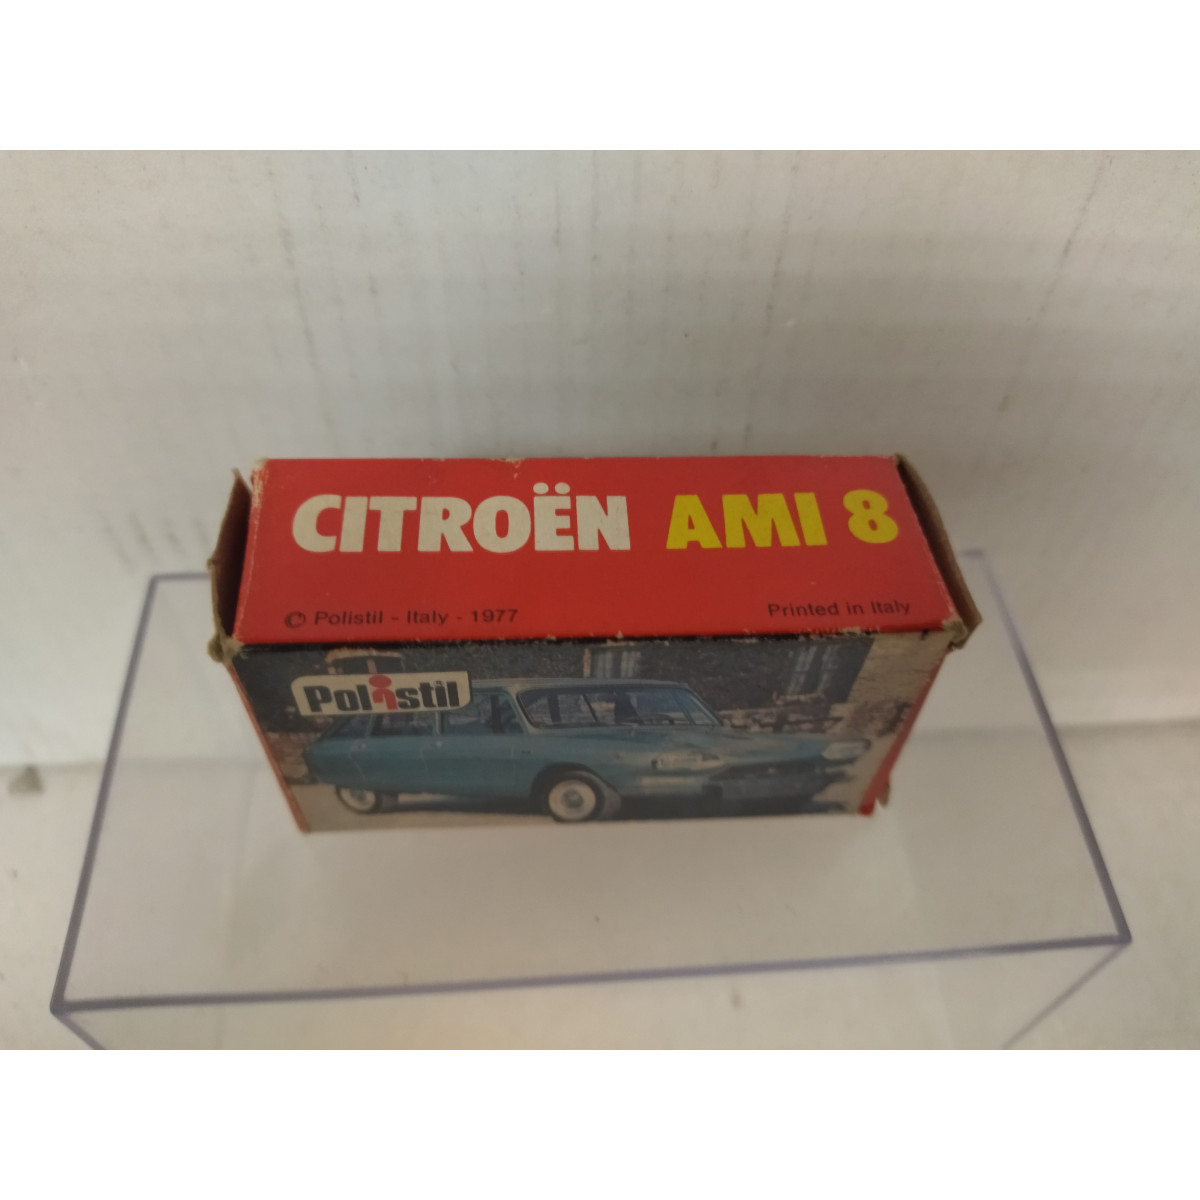 CITROËN AMI 8
© Polistil - Italy - 1977 Printed in Italy
Polistil